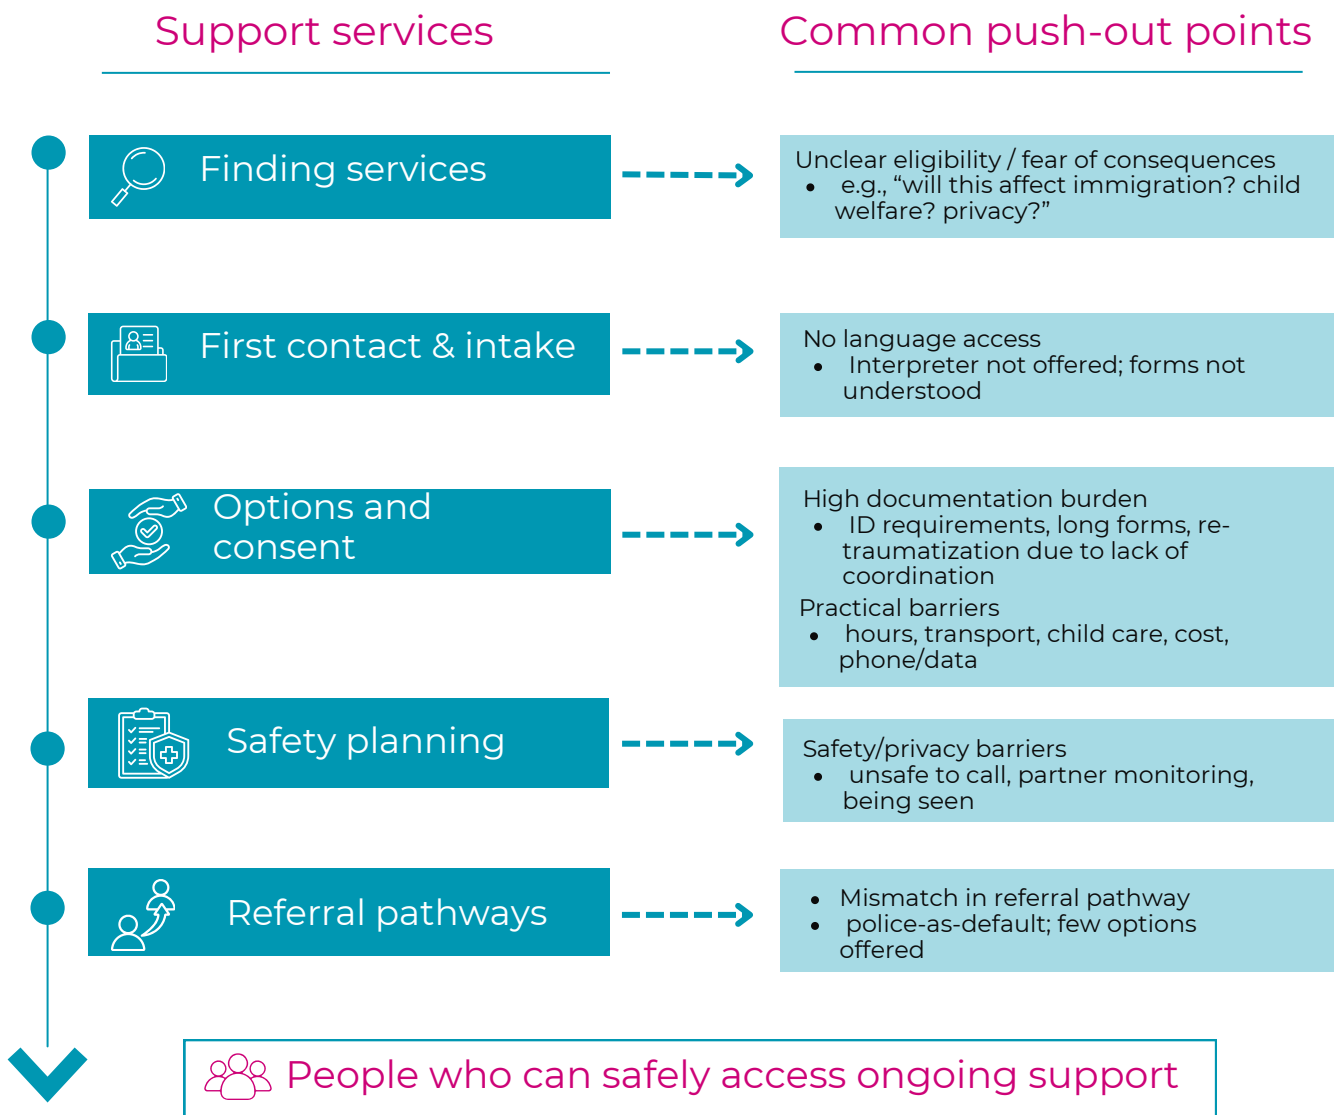 Support services
Common push-out points
Finding services
Unclear eligibility / fear of consequences
• e.g., “will this affect immigration? child
welfare? privacy?”
First contact & intake
No language access
• Interpreter not offered; forms not
understood
Options and
consent
High documentation burden
• ID requirements, long forms, re-
traumatization due to lack of
coordination
Practical barriers
• hours, transport, child care, cost,
phone/data
Safety planning
Safety/privacy barriers
• unsafe to call, partner monitoring,
being seen
Referral pathways
• Mismatch in referral pathway
• police-as-default; few options
offered
People who can safely access ongoing support